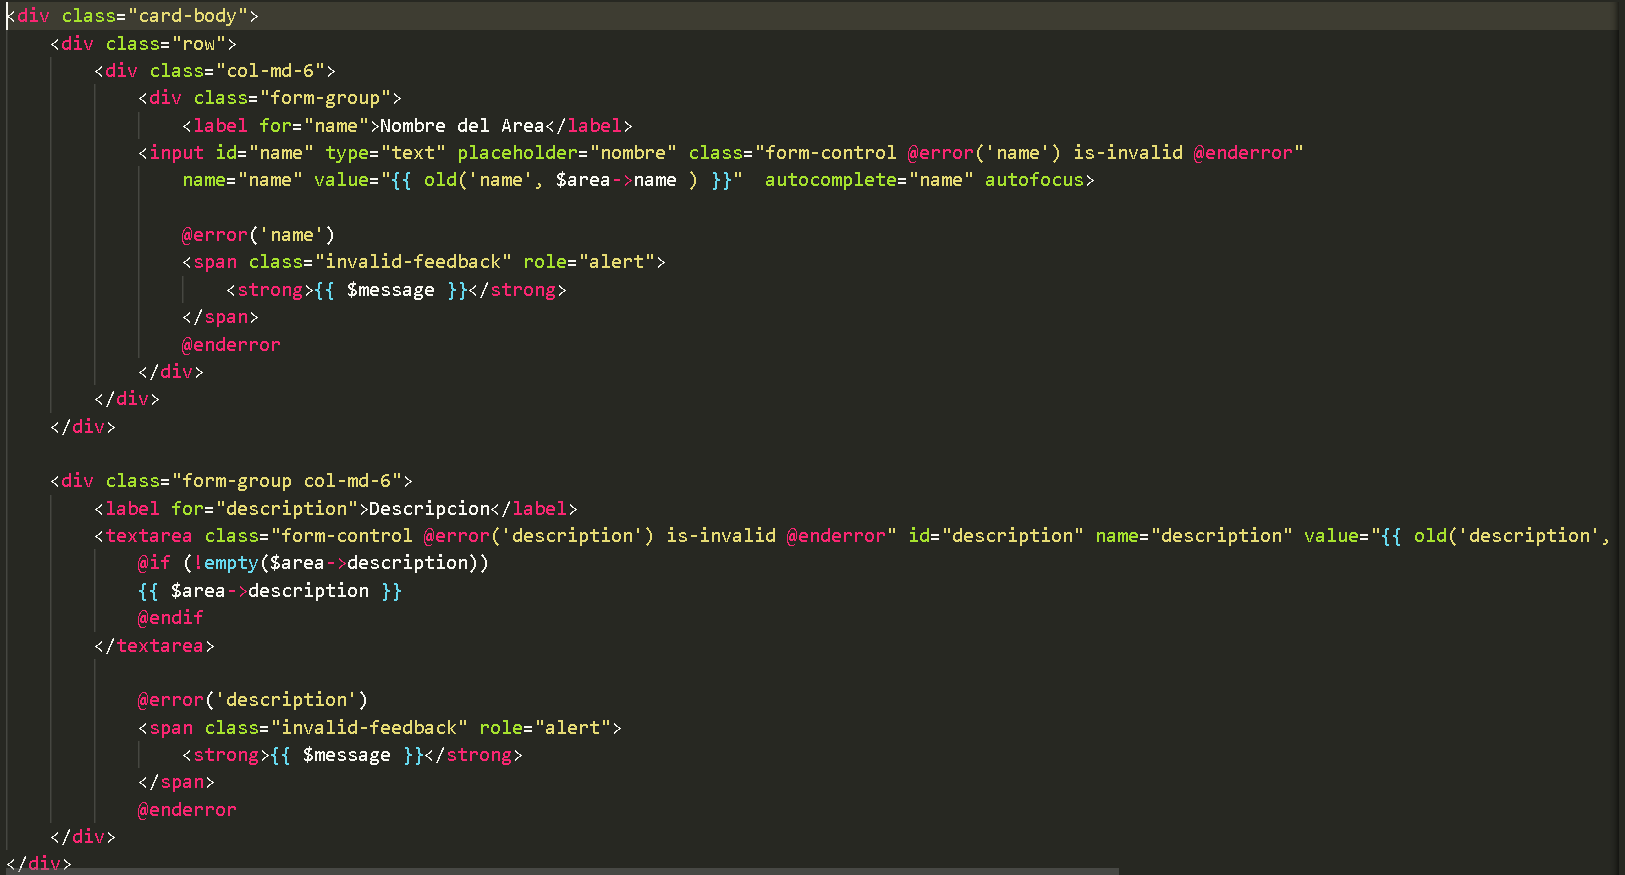 <div class="card-body">
    <div class="row">
        <div class="col-md-6">
            <div class="form-group">
                <label for="name">Nombre del Area</label>
            <input id="name" type="text" placeholder="nombre" class="form-control @error('name') is-invalid @enderror"
                name="name" value="{{ old('name', $area->name ) }}"  autocomplete="name" autofocus>

                @error('name')
                <span class="invalid-feedback" role="alert">
                    <strong>{{ $message }}</strong>
                </span>
                @enderror
            </div>
        </div>
    </div>

    <div class="form-group col-md-6">
        <label for="description">Descripcion</label>
        <textarea class="form-control @error('description') is-invalid @enderror" id="description" name="description" value="{{ old('description',
            @if (!empty($area->description))
            {{ $area->description }}
            @endif
        </textarea>

            @error('description')
            <span class="invalid-feedback" role="alert">
                <strong>{{ $message }}</strong>
            </span>
            @enderror
    </div>
</div>